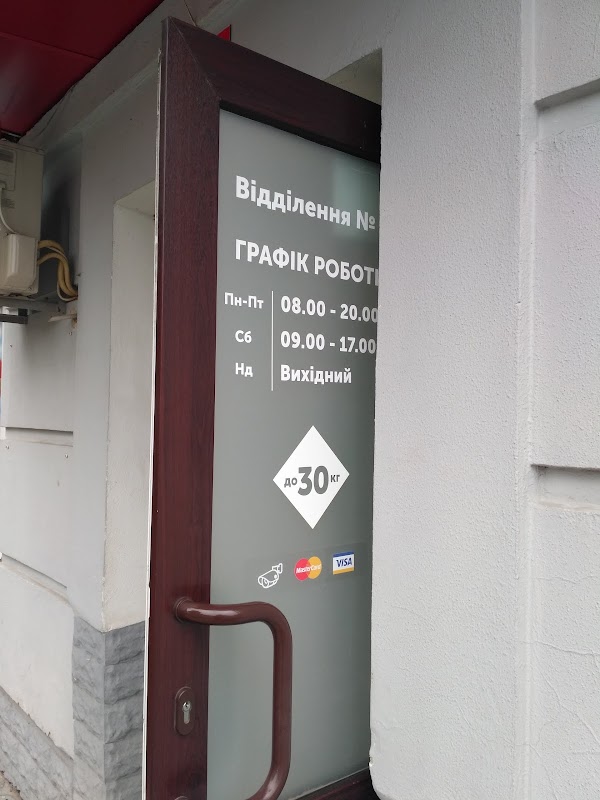 Відділення №
ГРАФІК РОБОТИ
Пн-Пт 08.00 - 20.00
Сб 09.00 - 17.00
Нд Вихідний
до 30 кг
MasterCard VISA